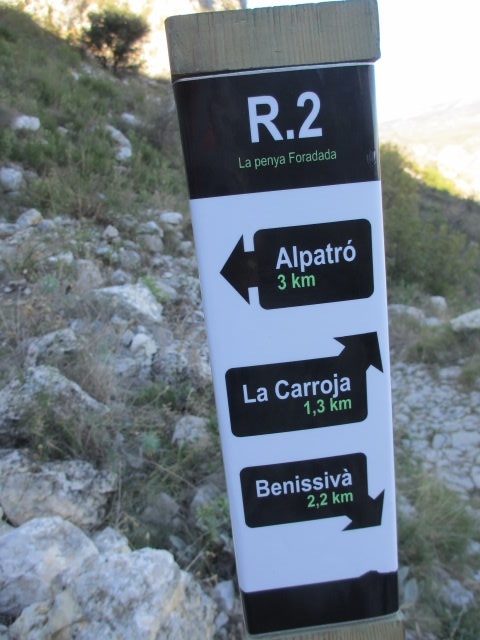 R.2
La penya Foradada
Alpatró
3 km
La Carroja
1,3 km
Benissivà
2,2 km